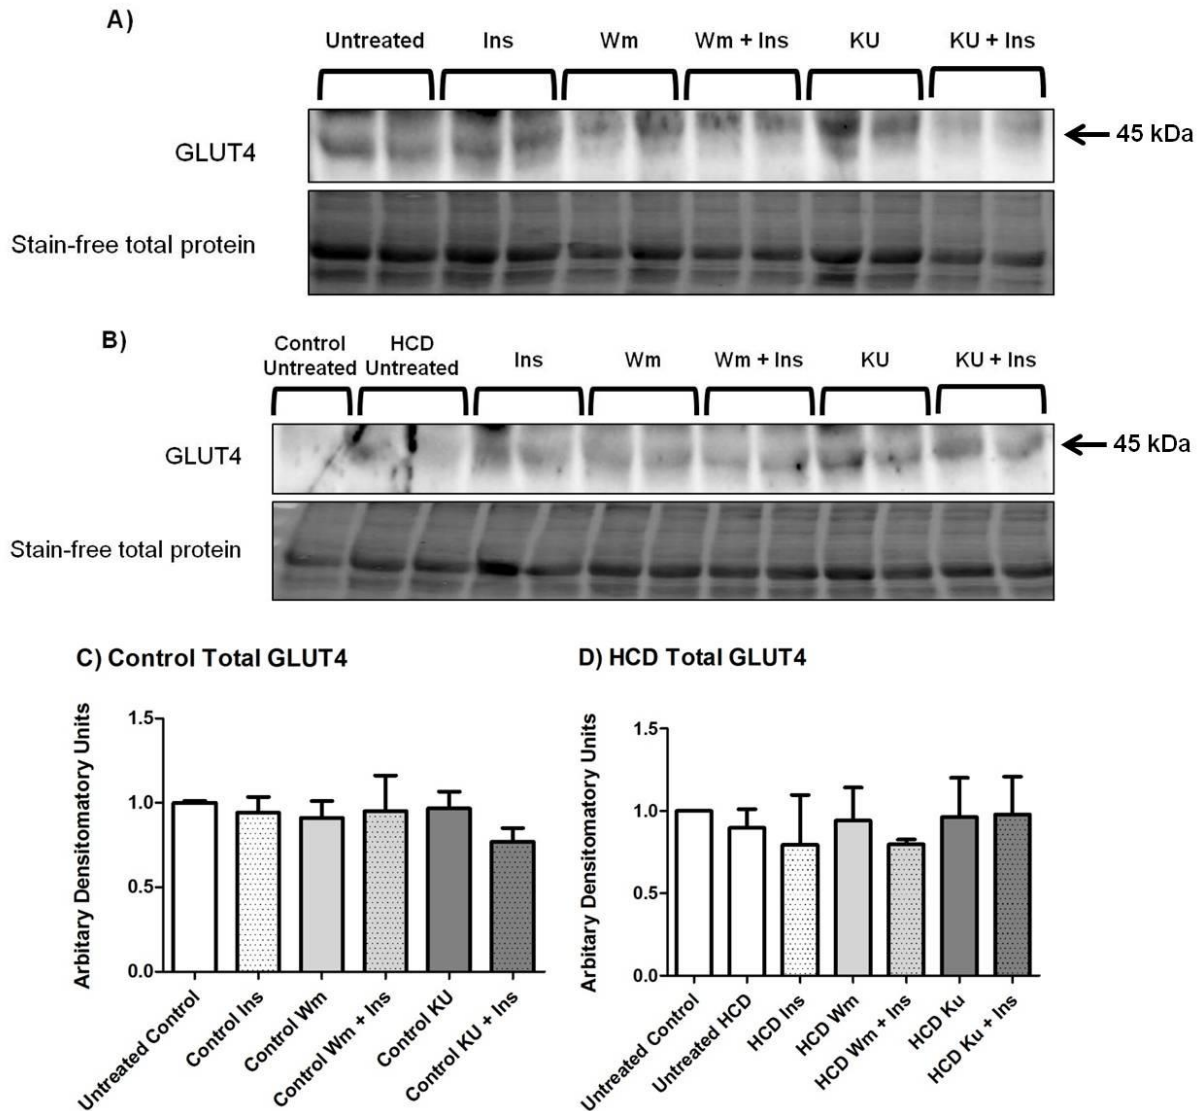 A)
Untreated Ins Wm Wm + Ins KU KU + Ins
GLUT4
45 kDa
Stain-free total protein
B)
Control Untreated HCD Untreated Ins Wm Wm + Ins KU KU + Ins
GLUT4
45 kDa
Stain-free total protein
C) Control Total GLUT4
Arbitary Densitomatory Units
1.5
1.0
0.5
0.0
Untreated Control
Control Ins
Control Wm
Control Wm + Ins
Control KU
Control KU + Ins
D) HCD Total GLUT4
Arbitary Densitomatory Units
1.5
1.0
0.5
0.0
Untreated Control
Untreated HCD
HCD Ins
HCD Wm
HCD Wm + Ins
HCD Ku
HCD Ku + Ins